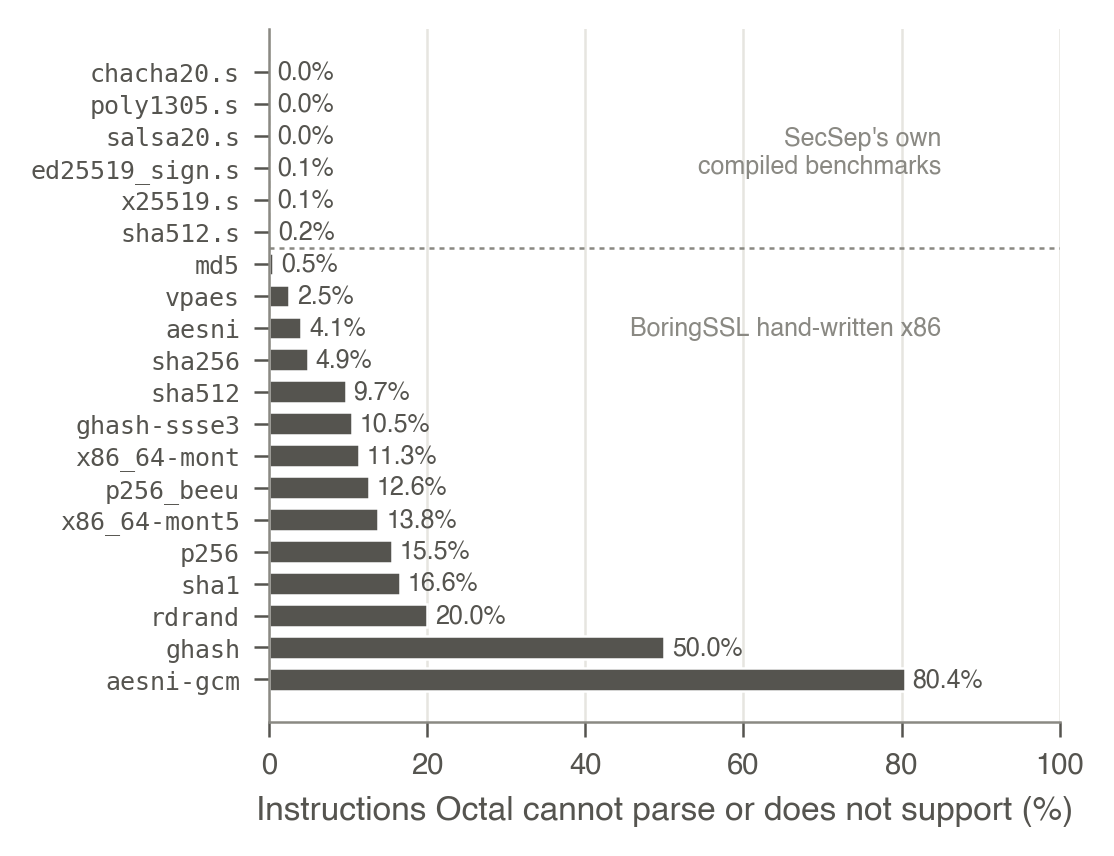 chacha20.s 0.0%
poly1305.s 0.0%
salsa20.s 0.0%
SecSep's own
ed25519_sign.s 0.1%
compiled benchmarks
x25519.s 0.1%
sha512.s 0.2%
md5 0.5%
vpaes 2.5%
aesni 4.1%
BoringSSL hand-written x86
sha256 4.9%
sha512 9.7%
ghash-ssse3 10.5%
x86_64-mont 11.3%
p256_beeu 12.6%
x86_64-mont5 13.8%
p256 15.5%
sha1 16.6%
rdrand 20.0%
ghash 50.0%
aesni-gcm 80.4%
0 20 40 60 80 100
Instructions Octal cannot parse or does not support (%)